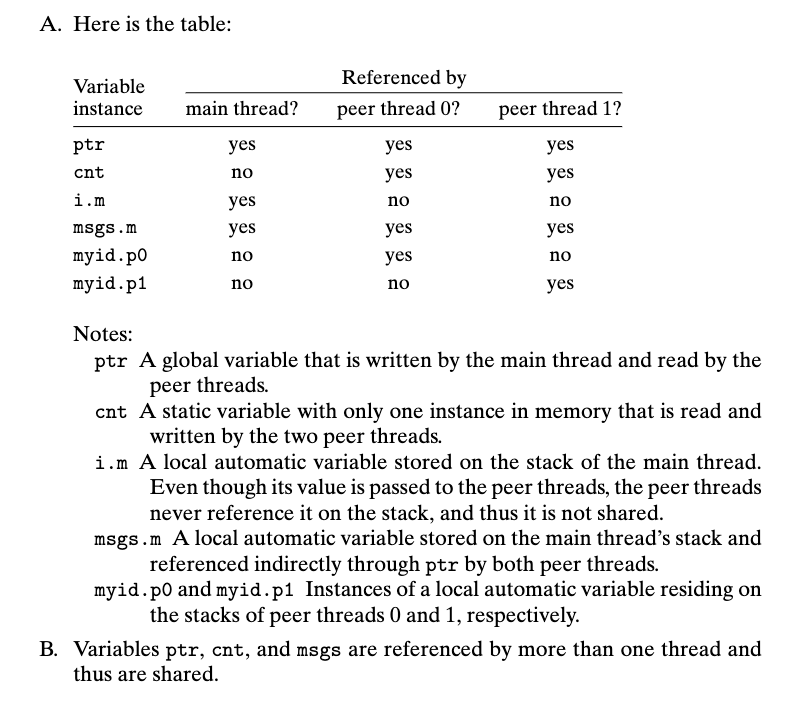 A. Here is the table:
Referenced by
Variable
instance main thread? peer thread 0? peer thread 1?
ptr yes yes yes
cnt no yes yes
i.m yes no no
msgs.m yes yes yes
myid.p0 no yes no
myid.p1 no no yes
Notes:
ptr A global variable that is written by the main thread and read by the
peer threads.
cnt A static variable with only one instance in memory that is read and
written by the two peer threads.
i.m A local automatic variable stored on the stack of the main thread.
Even though its value is passed to the peer threads, the peer threads
never reference it on the stack, and thus it is not shared.
msgs.m A local automatic variable stored on the main thread’s stack and
referenced indirectly through ptr by both peer threads.
myid.p0 and myid.p1 Instances of a local automatic variable residing on
the stacks of peer threads 0 and 1, respectively.
B. Variables ptr, cnt, and msgs are referenced by more than one thread and
thus are shared.